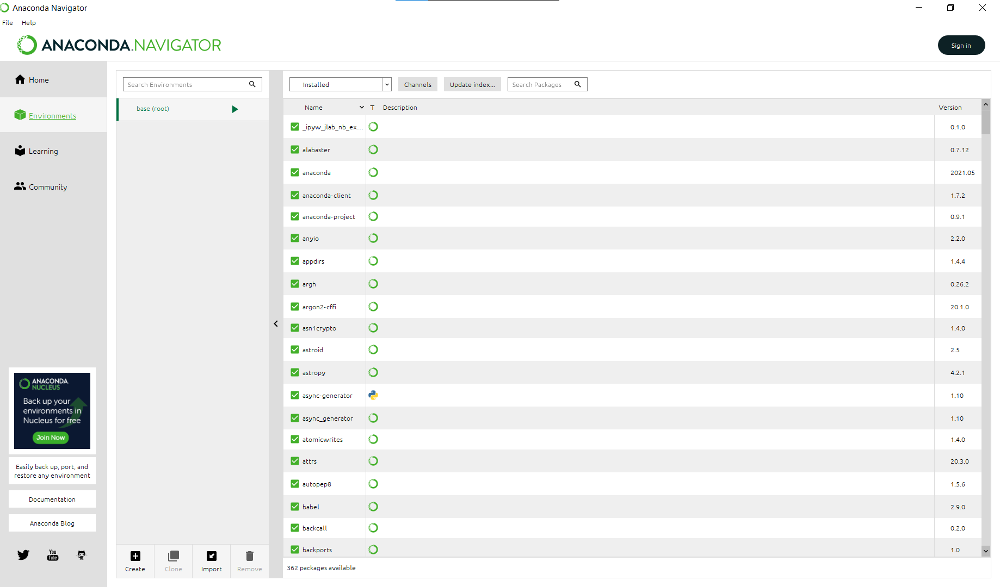 Anaconda Navigator
File Help
ANACONDA.NAVIGATOR
Sign in
Home
Environments
Learning
Community
ANACONDA.
NUCLEUS
Back up your
environments in
Nucleus for free
Join Now
Easily back up, port, and
restore any environment
Documentation
Anaconda Blog
You
Tube
Search Environments
base (root)
Create Clone Import Remove
Installed Channels Update index... Search Packages
Name T Description Version
_ipyw_jlab_nb_ex... 0.1.0
alabaster 0.7.12
anaconda 2021.05
anaconda-client 1.7.2
anaconda-project 0.9.1
anyio 2.2.0
appdirs 1.4.4
argh 0.26.2
argon2-cffi 20.1.0
asn1crypto 1.4.0
astroid 2.5
astropy 4.2.1
async-generator 1.10
async_generator 1.10
atomicwrites 1.4.0
attrs 20.3.0
autopep8 1.5.6
babel 2.9.0
backcall 0.2.0
backports 1.0
362 packages available